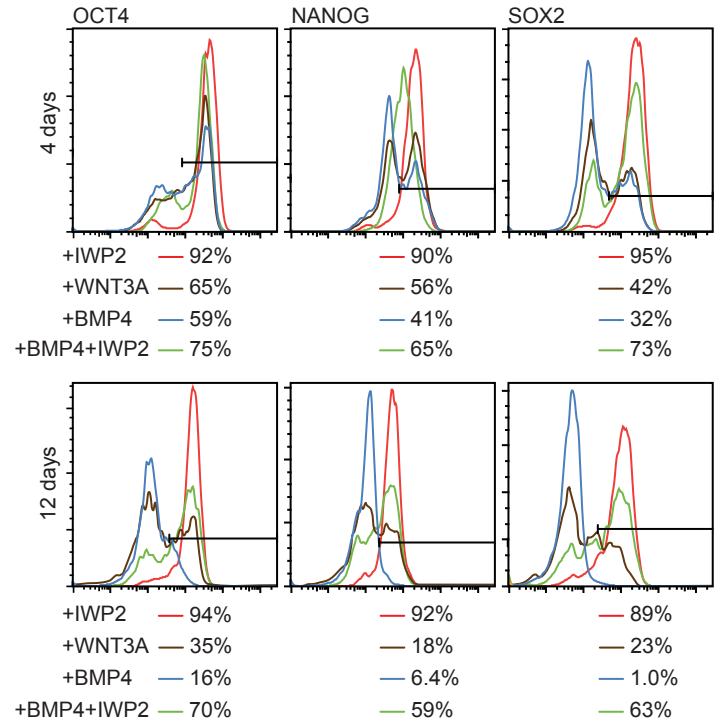 OCT4 NANOG SOX2
4 days
+IWP2 92% 90% 95%
+WNT3A 65% 56% 42%
+BMP4 59% 41% 32%
+BMP4+IWP2 75% 65% 73%
12 days
+IWP2 94% 92% 89%
+WNT3A 35% 18% 23%
+BMP4 16% 6.4% 1.0%
+BMP4+IWP2 70% 59% 63%